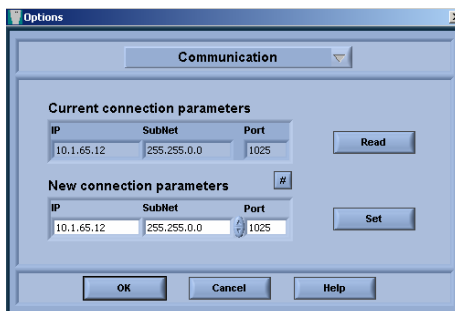 Options
Communication
Current connection parameters
IP SubNet Port
10.1.65.12 255.255.0.0 1025
Read
New connection parameters #
IP SubNet Port
10.1.65.12 255.255.0.0 1025
Set
OK Cancel Help